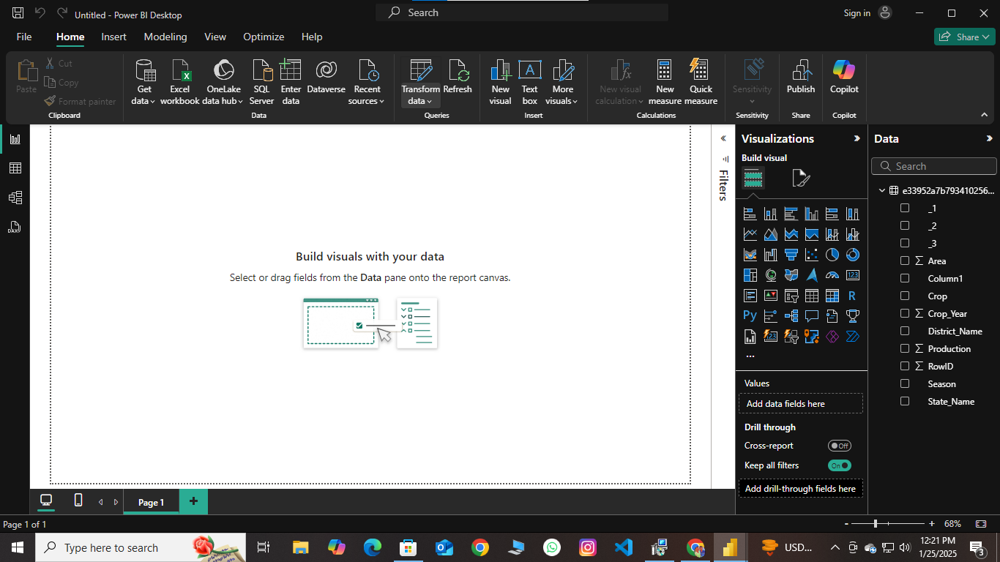 Untitled - Power BI Desktop
Search
Sign in
File
Home
Insert
Modeling
View
Optimize
Help
Share
Paste
Cut
Copy
Format painter
Clipboard
Get data
Excel workbook
OneLake data hub
SQL Server
Enter data
Dataverse
Recent sources
Data
Transform data
Refresh
Queries
New visual
Text box
More visuals
Insert
New visual calculation
New measure
Quick measure
Calculations
Sensitivity
Sensitivity
Publish
Share
Copilot
Copilot
Build visuals with your data
Select or drag fields from the Data pane onto the report canvas.
Filters
Visualizations
Build visual
Values
Add data fields here
Drill through
Cross-report
Off
Keep all filters
On
Add drill-through fields here
Data
Search
e33952a7b793410256...
_1
_2
_3
Area
Column1
Crop
Crop_Year
District_Name
Production
RowID
Season
State_Name
Page 1
Page 1 of 1
- + 68%
Type here to search
USD...
12:21 PM
1/25/2025
3